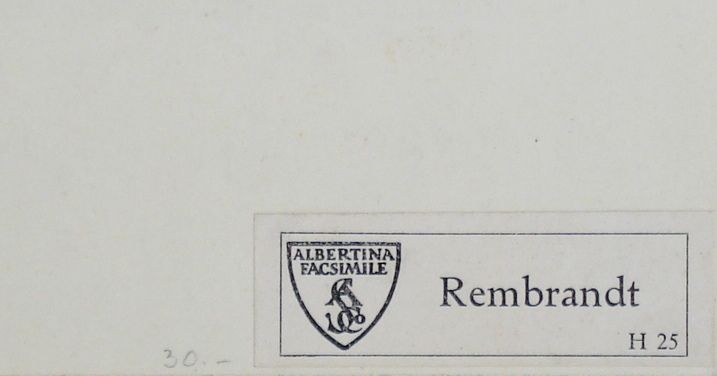 ALBERTINA
FACSIMILE
Rembrandt
H 25
30.-